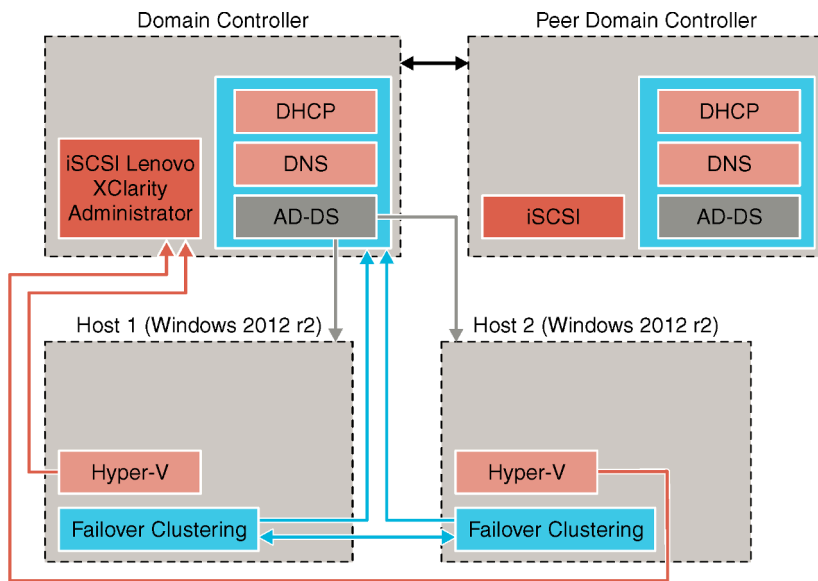 Domain Controller
Peer Domain Controller
DHCP
DNS
AD-DS
iSCSI Lenovo
XClarity
Administrator
DHCP
DNS
AD-DS
iSCSI
Host 1 (Windows 2012 r2)
Host 2 (Windows 2012 r2)
Hyper-V
Failover Clustering
Hyper-V
Failover Clustering